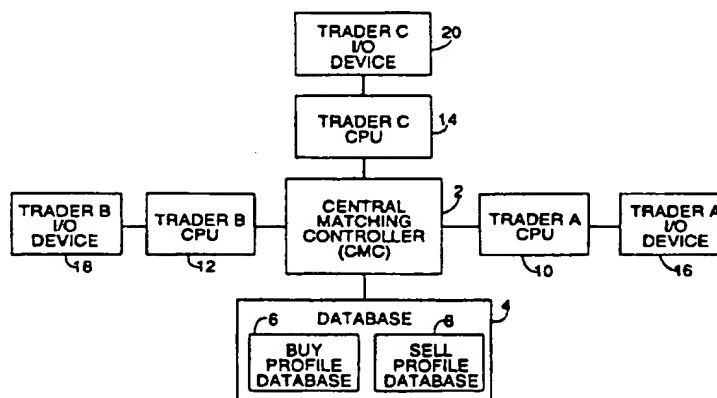 TRADER C
I/O
DEVICE
20
TRADER C
CPU
14
TRADER B
I/O
DEVICE
18
TRADER B
CPU
12
CENTRAL
MATCHING
CONTROLLER
(CMC)
2
TRADER A
CPU
10
TRADER A
I/O
DEVICE
16
DATABASE
4
6
BUY
PROFILE
DATABASE
8
SELL
PROFILE
DATABASE